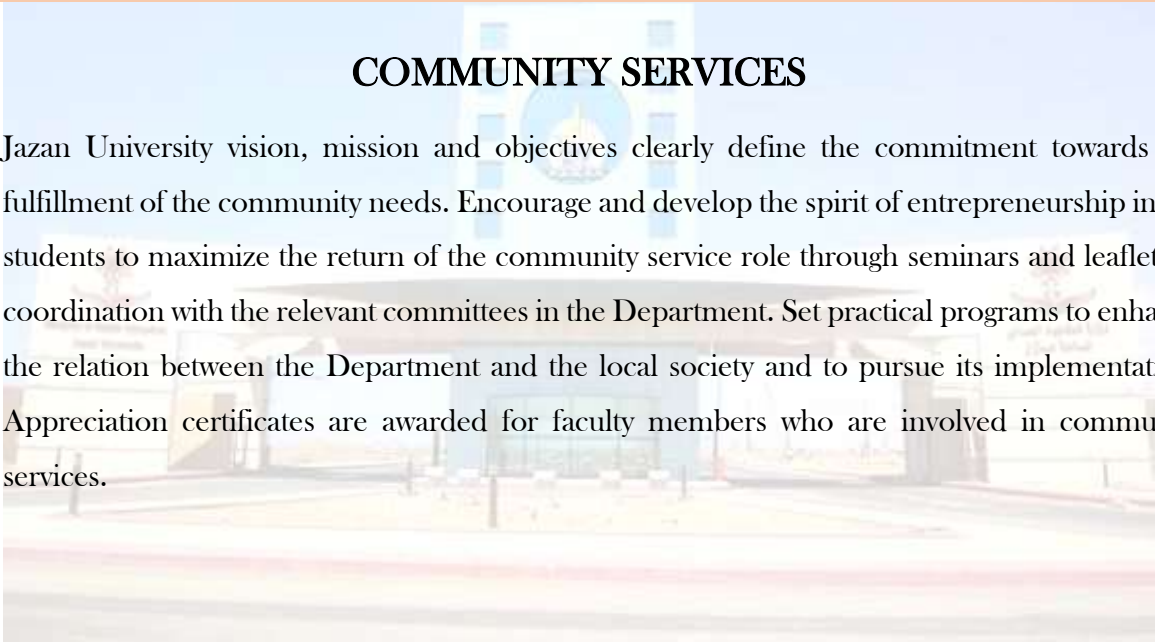 COMMUNITY SERVICES
Jazan University vision, mission and objectives clearly define the commitment towards
fulfillment of the community needs. Encourage and develop the spirit of entrepreneurship in
students to maximize the return of the community service role through seminars and leaflet
coordination with the relevant committees in the Department. Set practical programs to enha
the relation between the Department and the local society and to pursue its implementati
Appreciation certificates are awarded for faculty members who are involved in commu
services.